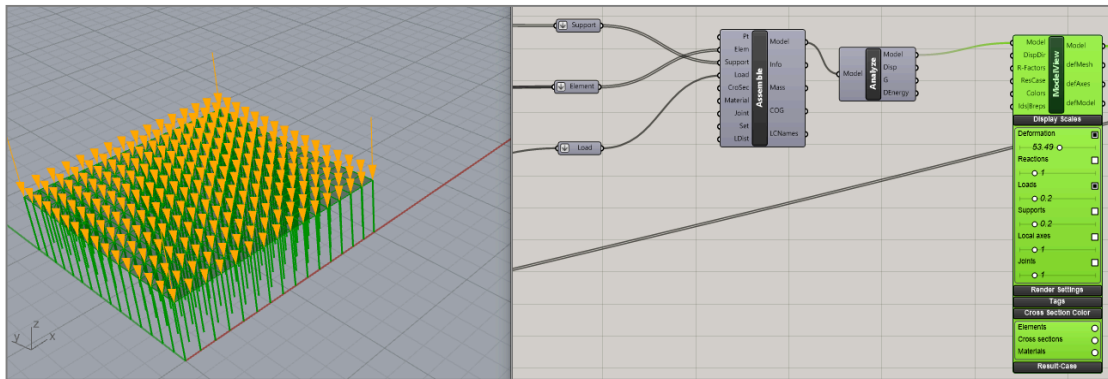 z
y
x
Support
Element
Load
Pt
Elem
Support
Load
CroSec
Material
Joint
Set
LDist
Assemble
Model
Info
Mass
COG
LCNames
Model
Analyze
Model
Disp
G
DEnergy
Model
DispDir
R-Factors
ResCase
Colors
Ids|Breps
ModelView
Model
defMesh
defAxes
defModel
Display Scales
Deformation
53.49
Reactions
1
Loads
0.2
Supports
0.2
Local axes
1
Joints
1
Render Settings
Tags
Cross Section Color
Elements
Cross sections
Materials
Result-Case